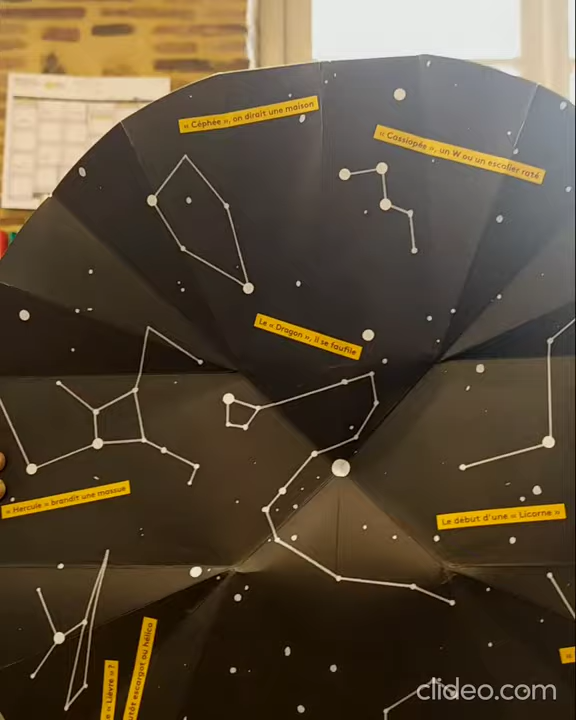 « Céphée », on dirait une maison
« Cassiopée », un W ou un escalier raté
Le « Dragon », il se faufile
« Hercule » brandit une massue
Le début d'une « Licorne »
« Lièvre » ?
escargot ou hélico
clideo.com